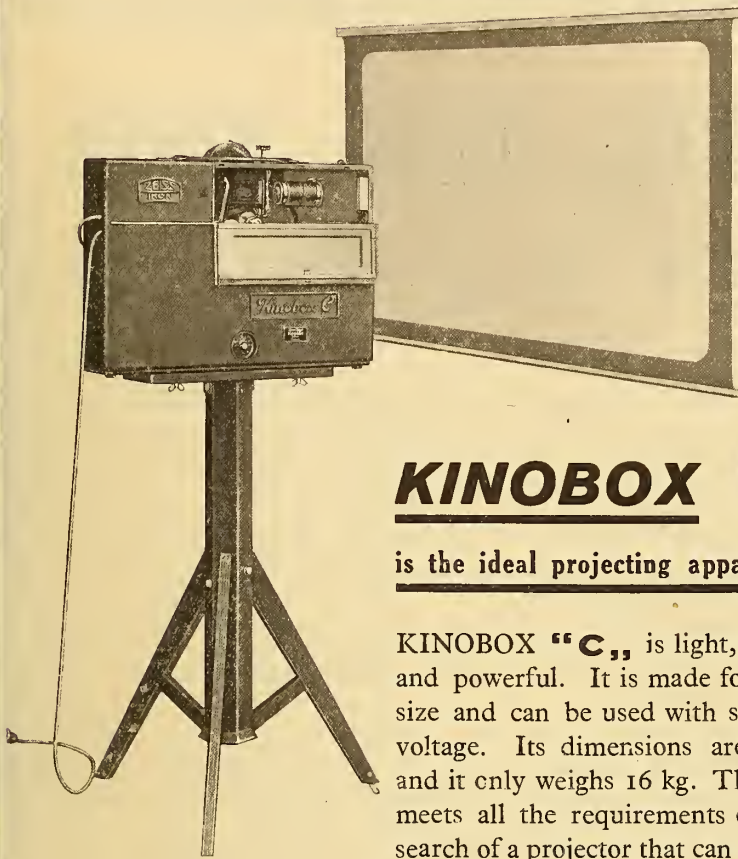 ZEISS
IKON
Kinobox C
KINOBOX
is the ideal projecting appa
KINOBOX “C„ is light,
and powerful. It is made fo
size and can be used with s
voltage. Its dimensions are
and it cnly weighs 16 kg. Th
meets all the requirements
search of a projector that can